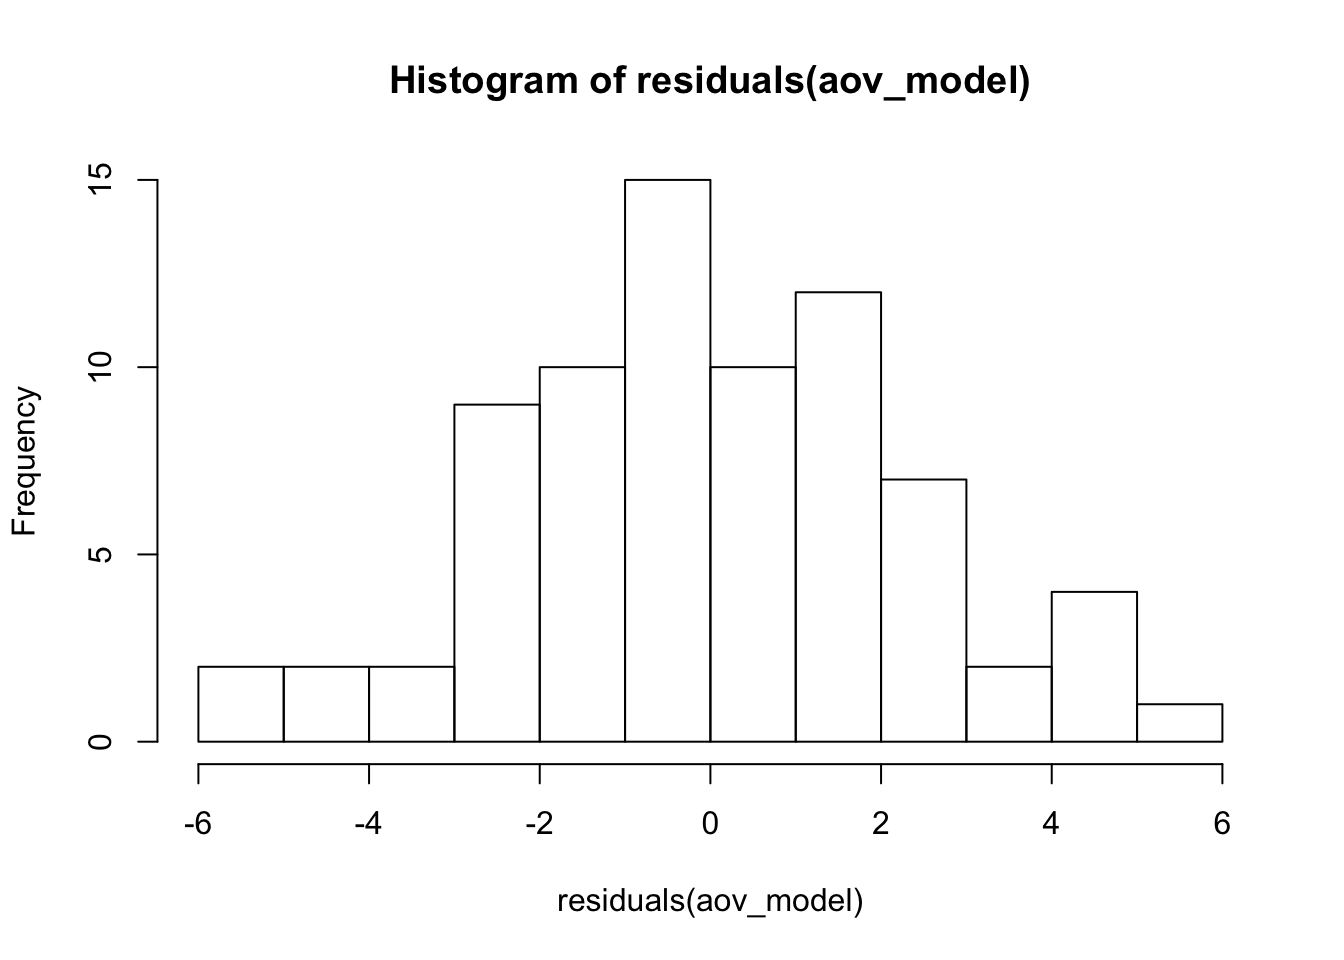 Histogram of residuals(aov_model)
Frequency
15
10
5
0
-6 -4 -2 0 2 4 6
residuals(aov_model)